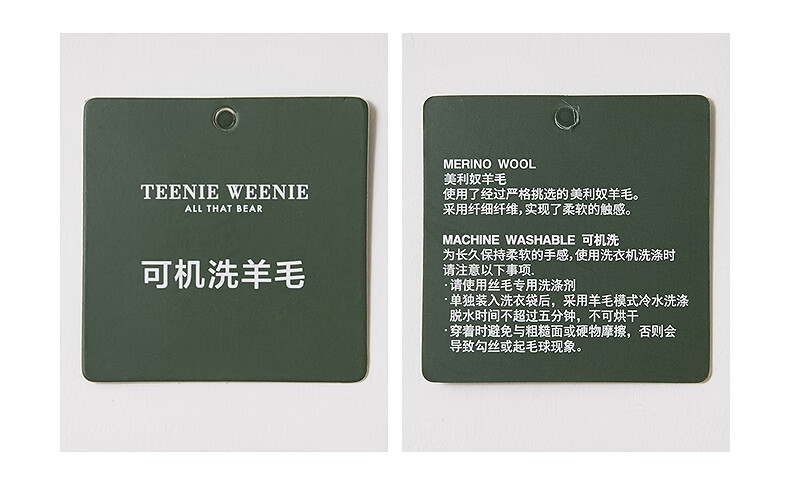 TEENIE WEENIE
ALL THAT BEAR
可机洗羊毛
MERINO WOOL
美利奴羊毛
使用了经过严格挑选的美利奴羊毛。
采用纤细纤维,实现了柔软的触感。
MACHINE WASHABLE 可机洗
为长久保持柔软的手感,使用洗衣机洗涤时
请注意以下事项.
·请使用丝毛专用洗涤剂
·单独装入洗衣袋后，采用羊毛模式冷水洗涤
脱水时间不超过五分钟，不可烘干
·穿着时避免与粗糙面或硬物摩擦，否则会
导致勾丝或起毛球现象。